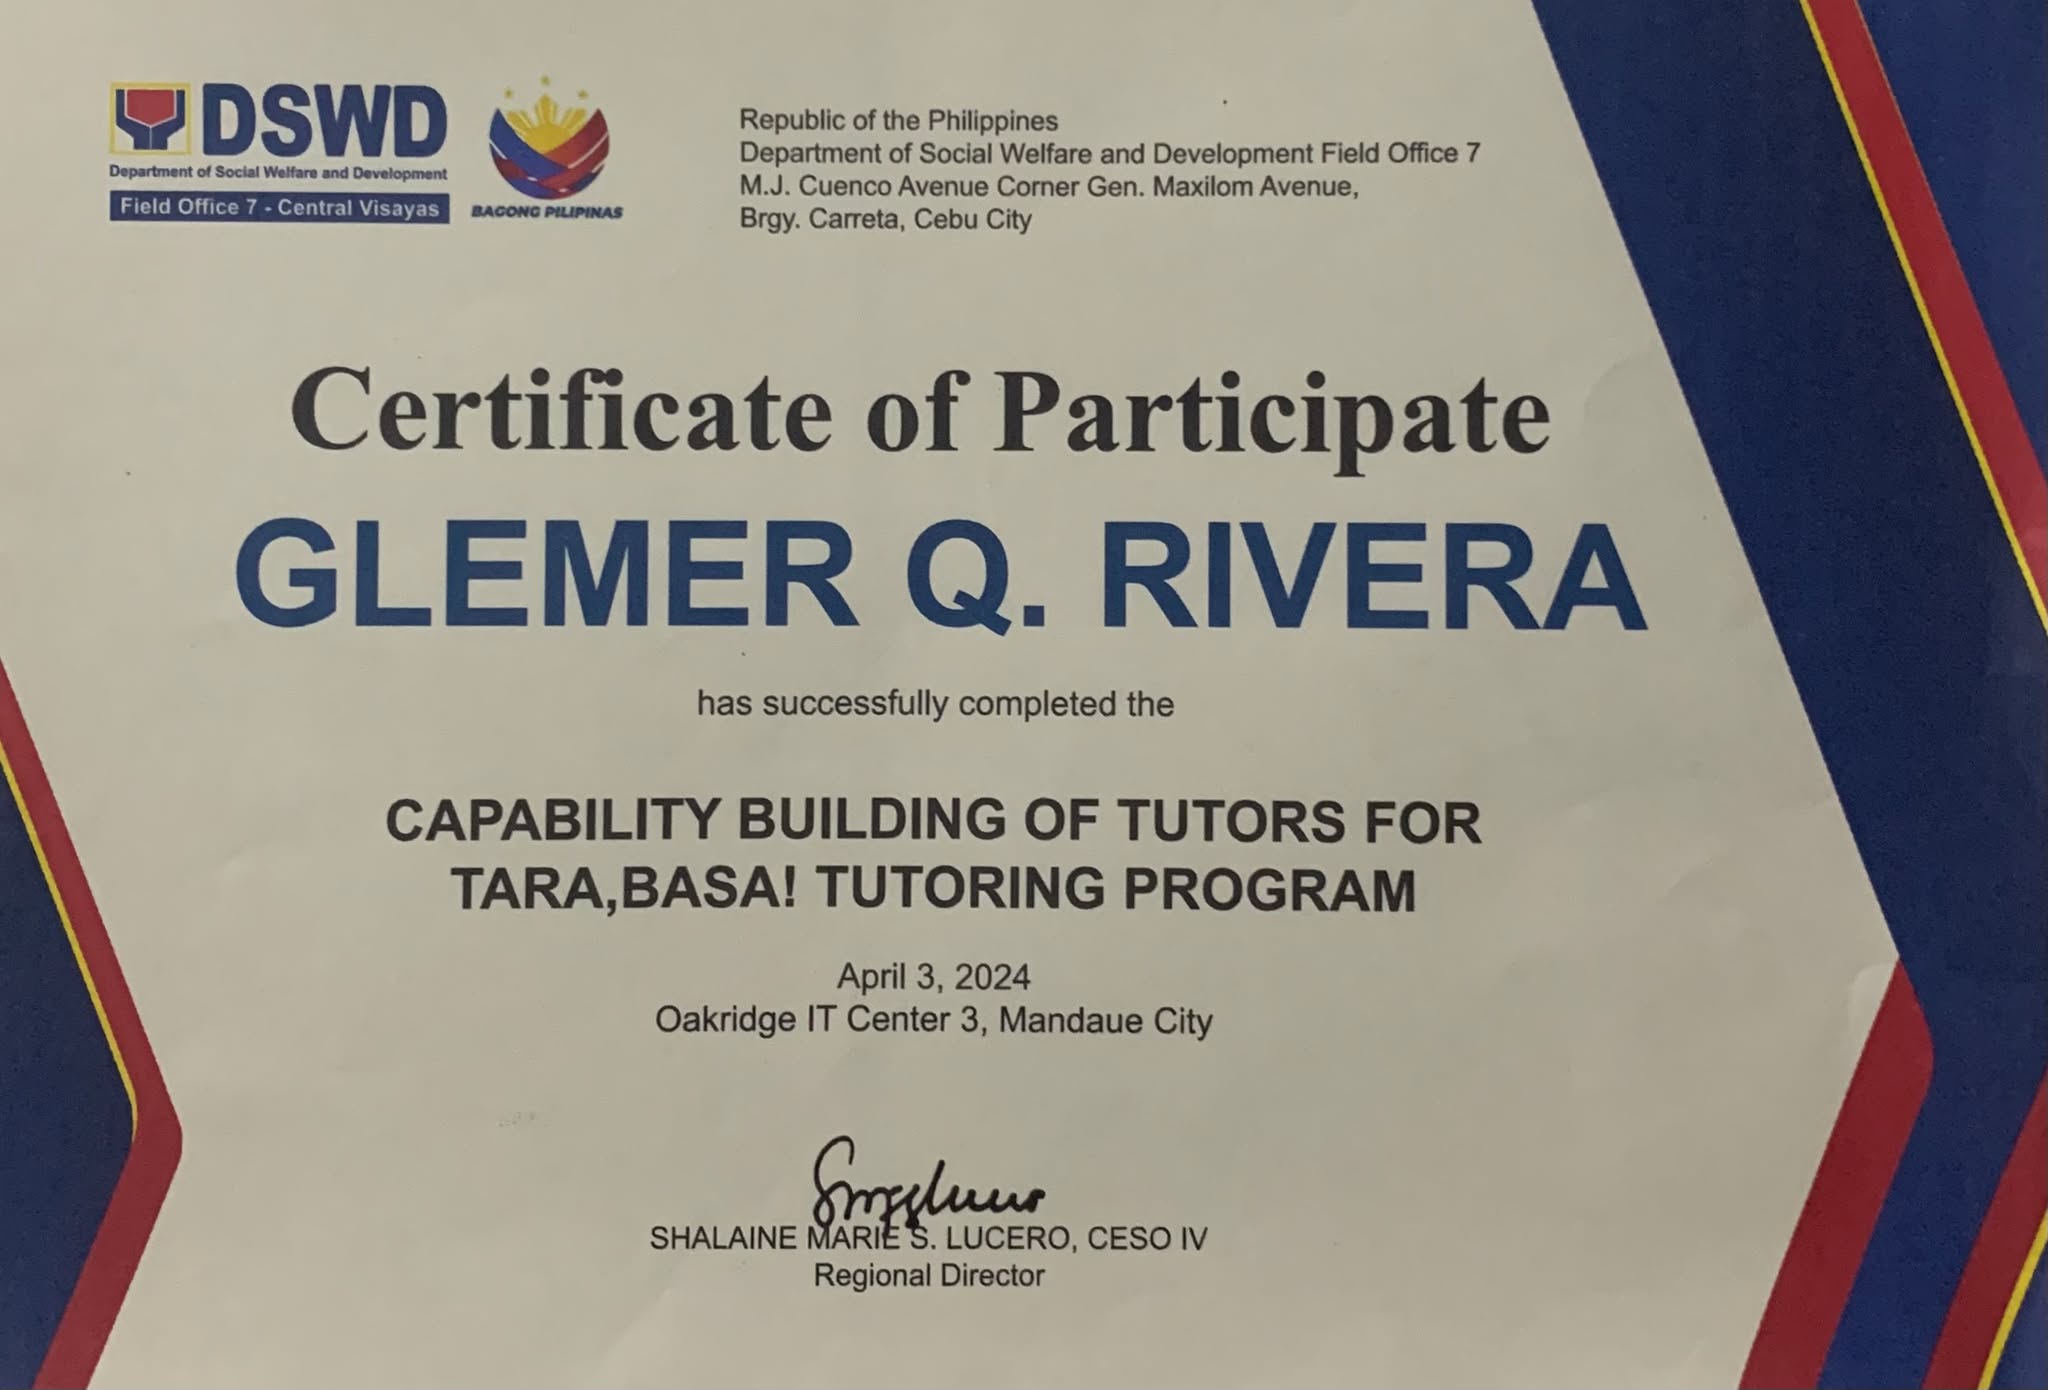 DSWD
Department of Social Welfare and Development
Field Office 7 - Central Visayas
BAGONG PILIPINAS
Republic of the Philippines
Department of Social Welfare and Development Field Office 7
M.J. Cuenco Avenue Corner Gen. Maxilom Avenue,
Brgy. Carreta, Cebu City
Certificate of Participate
GLEMER Q. RIVERA
has successfully completed the
CAPABILITY BUILDING OF TUTORS FOR
TARA,BASA! TUTORING PROGRAM
April 3, 2024
Oakridge IT Center 3, Mandaue City
SHALAINE MARIE S. LUCERO, CESO IV
Regional Director